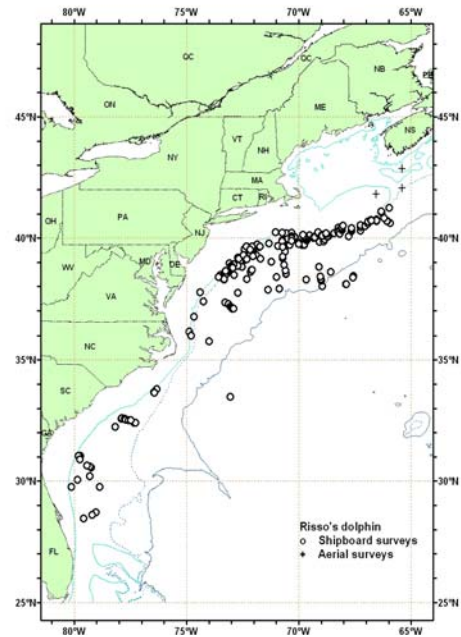 80°W 75°W 70°W 65°W
QC QC
NB
PE
ON ME
45°N 45°N
NS
VT
NH
NY
MA
CT RI
PA
NJ
OH
40°N 40°N
MD DE
WV
VA
NC
35°N 35°N
SC
GA
30°N 30°N
Risso's dolphin
Shipboard surveys
FL
Aerial surveys
25°N 25°N
80°W 75°W 70°W 65°W